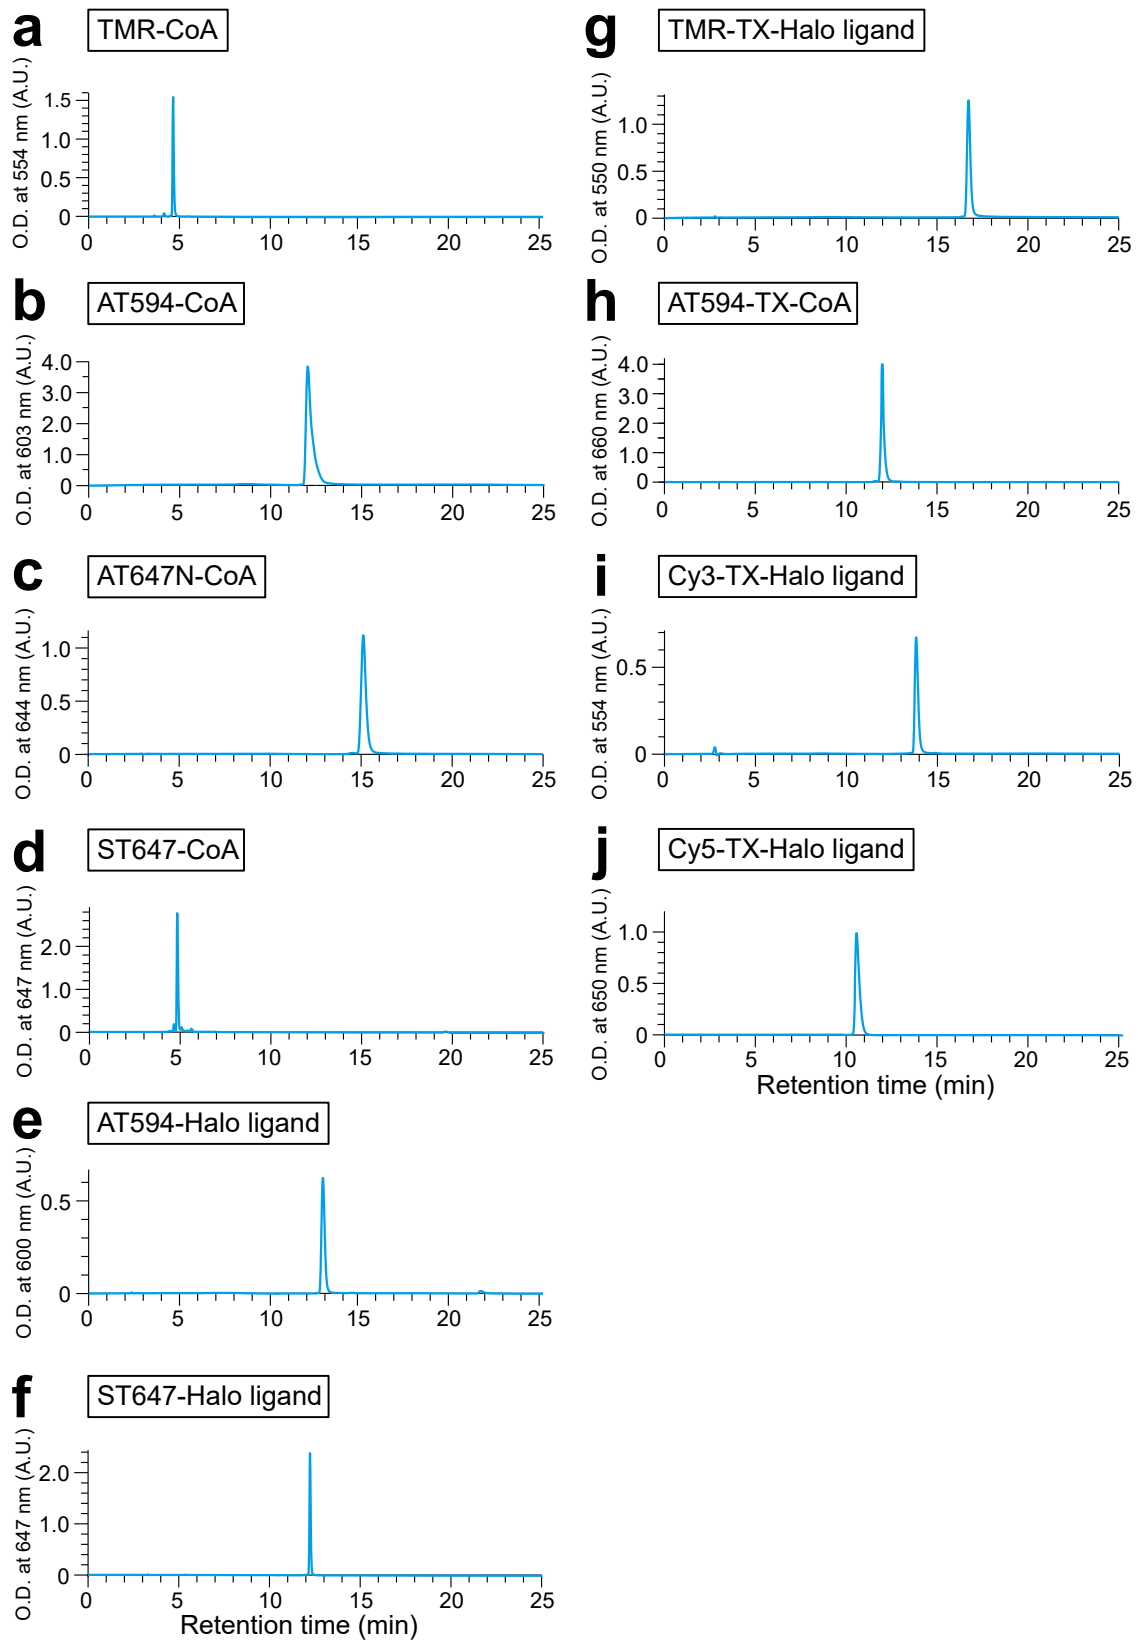 a
TMR-CoA
O.D. at 554 nm (A.U.)
1.5
1.0
0.5
0
0 5 10 15 20 25
b
AT594-CoA
O.D. at 603 nm (A.U.)
4.0
3.0
2.0
1.0
0
0 5 10 15 20 25
c
AT647N-CoA
O.D. at 644 nm (A.U.)
1.0
0.5
0
0 5 10 15 20 25
d
ST647-CoA
O.D. at 647 nm (A.U.)
2.0
1.0
0
0 5 10 15 20 25
e
AT594-Halo ligand
O.D. at 600 nm (A.U.)
0.5
0
0 5 10 15 20 25
f
ST647-Halo ligand
O.D. at 647 nm (A.U.)
2.0
1.0
0
0 5 10 15 20 25
Retention time (min)
g
TMR-TX-Halo ligand
O.D. at 550 nm (A.U.)
1.0
0.5
0
0 5 10 15 20 25
h
AT594-TX-CoA
O.D. at 660 nm (A.U.)
4.0
3.0
2.0
1.0
0
0 5 10 15 20 25
i
Cy3-TX-Halo ligand
O.D. at 554 nm (A.U.)
0.5
0
0 5 10 15 20 25
j
Cy5-TX-Halo ligand
O.D. at 650 nm (A.U.)
1.0
0.5
0
0 5 10 15 20 25
Retention time (min)